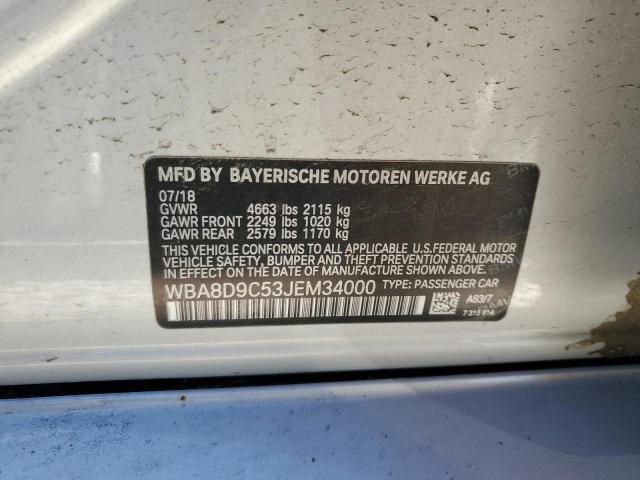 MFD BY BAYERISCHE MOTOREN WERKE AG
07/18
GVWR 4663 lbs 2115 kg
GAWR FRONT 2249 lbs 1020 kg
GAWR REAR 2579 lbs 1170 kg
THIS VEHICLE CONFORMS TO ALL APPLICABLE U.S.FEDERAL MOTOR
VEHICLE SAFETY, BUMPER AND THEFT PREVENTION STANDARDS
IN EFFECT ON THE DATE OF MANUFACTURE SHOWN ABOVE.
WBA8D9C53JEM34000 TYPE: PASSENGER CAR
A83/7